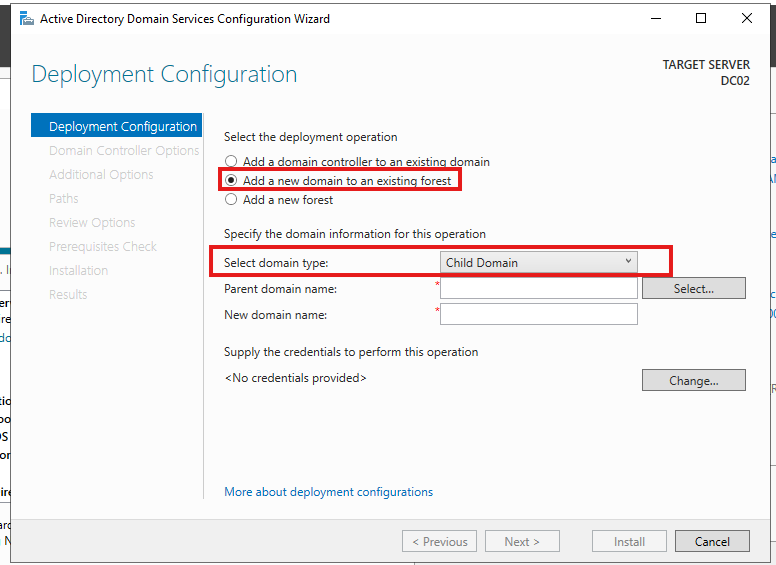 Active Directory Domain Services Configuration Wizard
Deployment Configuration
TARGET SERVER
DC02
Deployment Configuration
Domain Controller Options
Additional Options
Paths
Review Options
Prerequisites Check
Installation
Results
Select the deployment operation
Add a domain controller to an existing domain
Add a new domain to an existing forest
Add a new forest
Specify the domain information for this operation
Select domain type:
Child Domain
Parent domain name:
*
Select...
New domain name:
*
Supply the credentials to perform this operation
<No credentials provided>
Change...
More about deployment configurations
< Previous
Next >
Install
Cancel